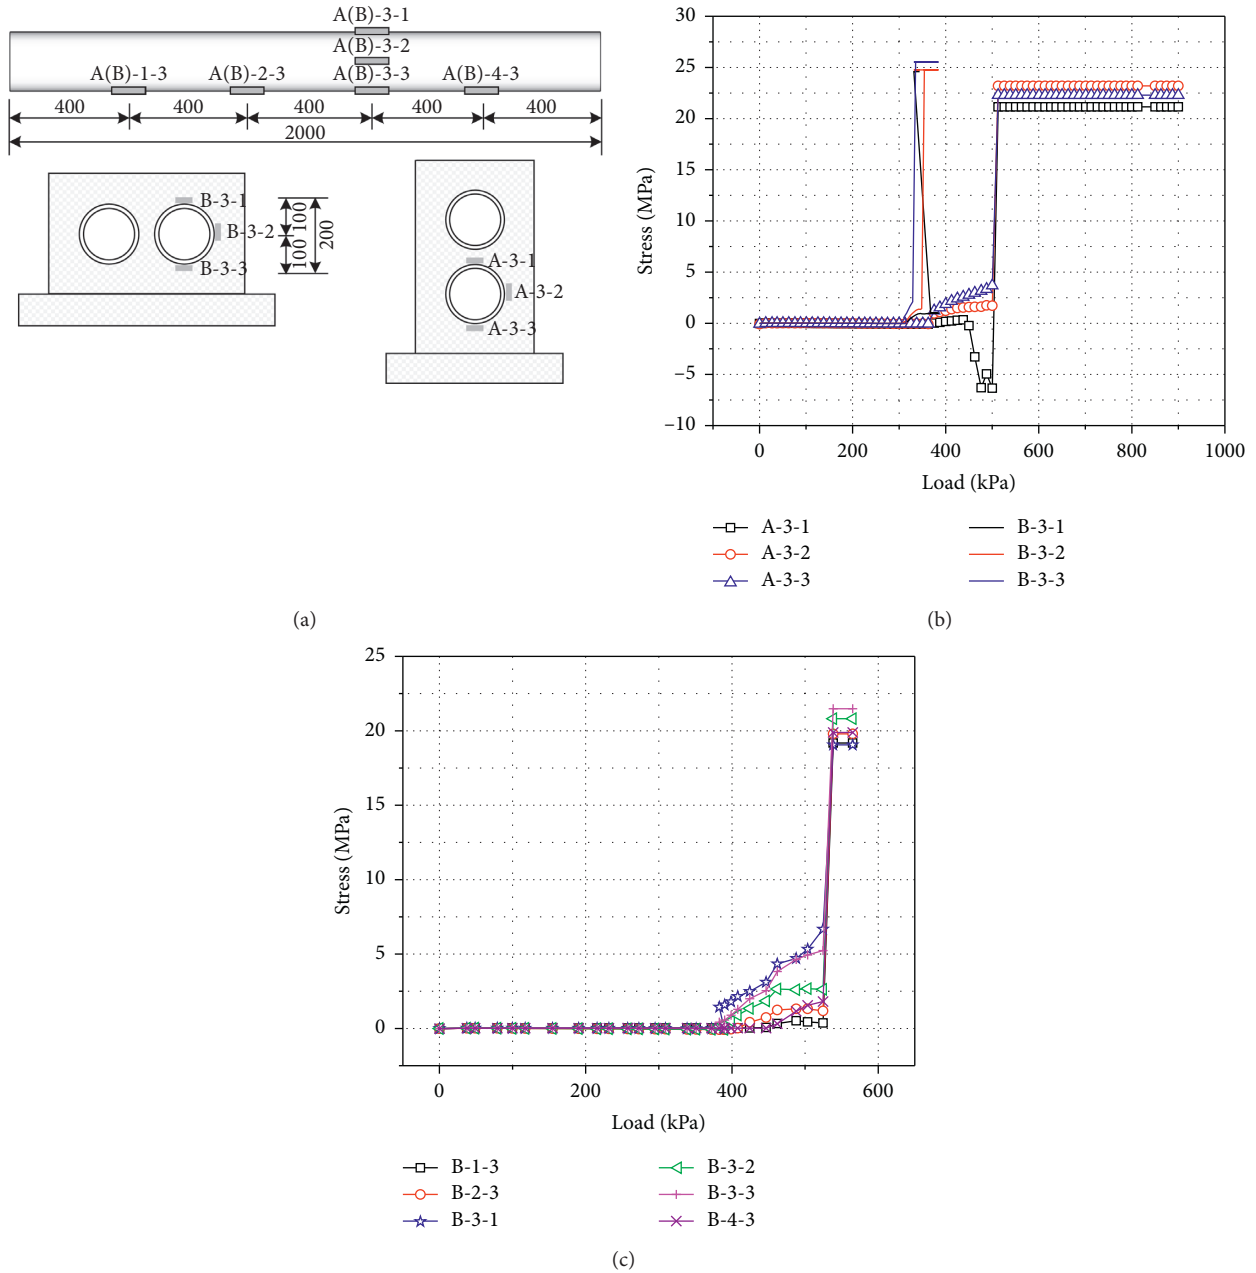 A(B)-3-1
A(B)-3-2
A(B)-1-3 A(B)-2-3 A(B)-3-3 A(B)-4-3
400 400 400 400 400
2000
B-3-1
B-3-2
B-3-3
100 100 200
A-3-1
A-3-2
A-3-3
(a)
30
25
20
15
10
5
0
−5
−10
Stress (MPa)
0 200 400 600 800 1000
Load (kPa)
A-3-1 B-3-1
A-3-2 B-3-2
A-3-3 B-3-3
(b)
25
20
15
10
5
0
Stress (MPa)
0 200 400 600
Load (kPa)
B-1-3 B-3-2
B-2-3 B-3-3
B-3-1 B-4-3
(c)